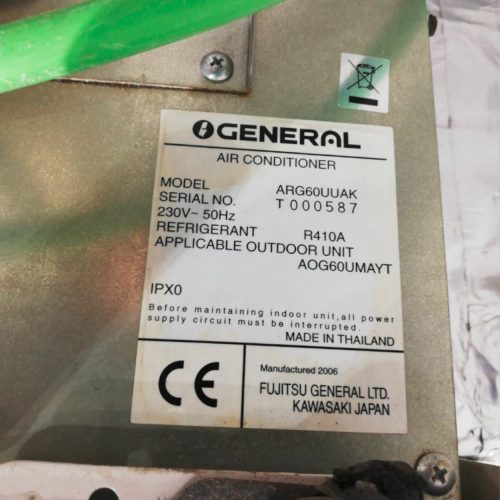 GENERAL
AIR CONDITIONER
MODEL ARG60UUAK
SERIAL NO. T000587
230V~ 50Hz
REFRIGERANT R410A
APPLICABLE OUTDOOR UNIT
AOG60UMAYT
IPX0
Before maintaining indoor unit,all power
supply circuit must be interrupted.
MADE IN THAILAND
CE
Manufactured 2006
FUJITSU GENERAL LTD.
KAWASAKI JAPAN